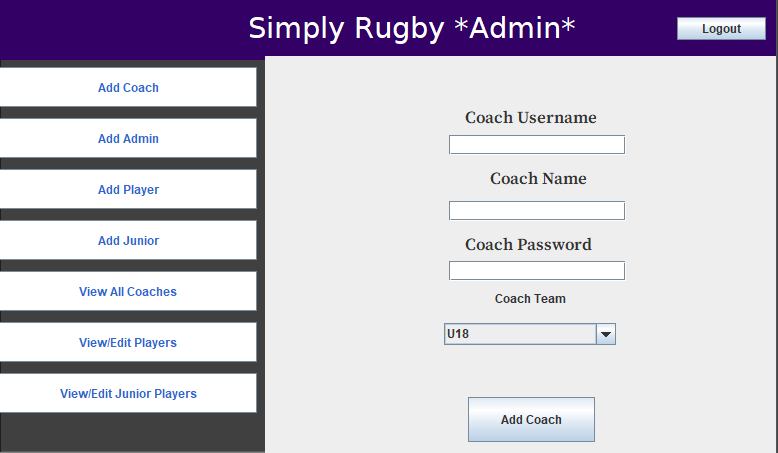 Simply Rugby *Admin*
Logout
Add Coach
Add Admin
Add Player
Add Junior
View All Coaches
View/Edit Players
View/Edit Junior Players
Coach Username
Coach Name
Coach Password
Coach Team
U18
Add Coach